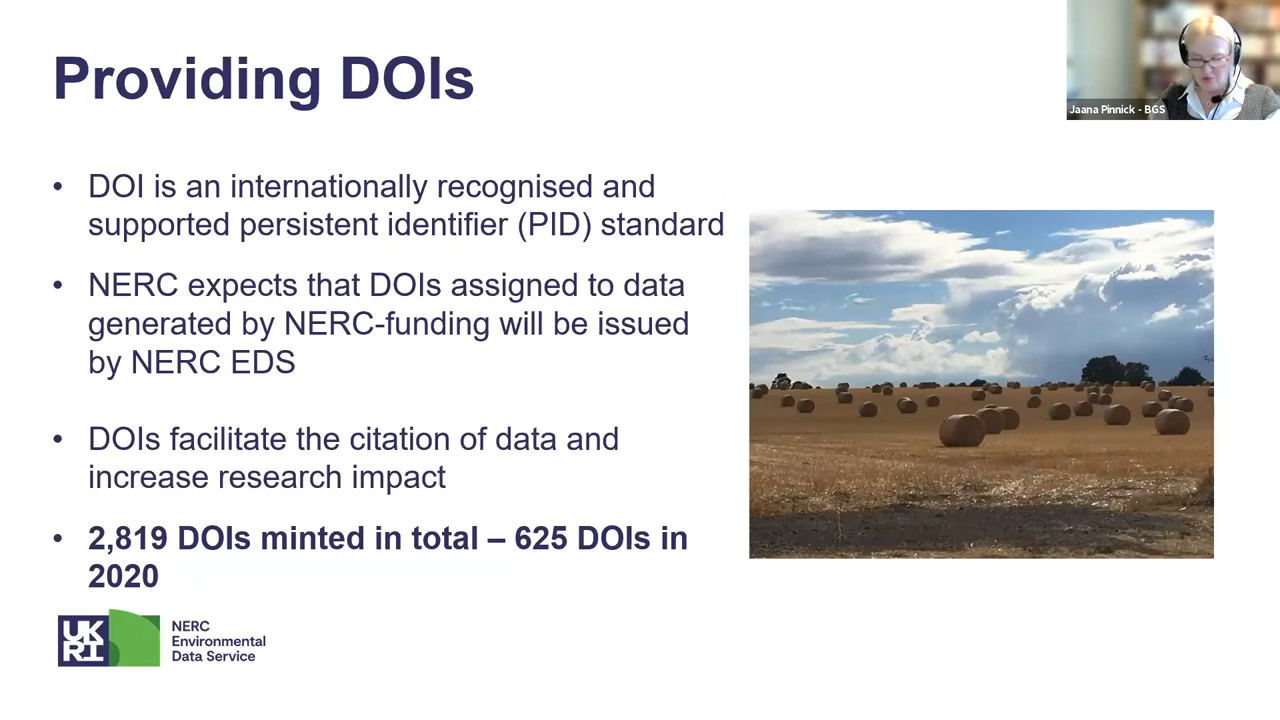 Providing DOIs
Jaana Pinnick - BGS
• DOI is an internationally recognised and
supported persistent identifier (PID) standard
• NERC expects that DOIs assigned to data
generated by NERC-funding will be issued
by NERC EDS
• DOIs facilitate the citation of data and
increase research impact
• 2,819 DOIs minted in total – 625 DOIs in
2020
UK
RI
NERC
Environmental
Data Service